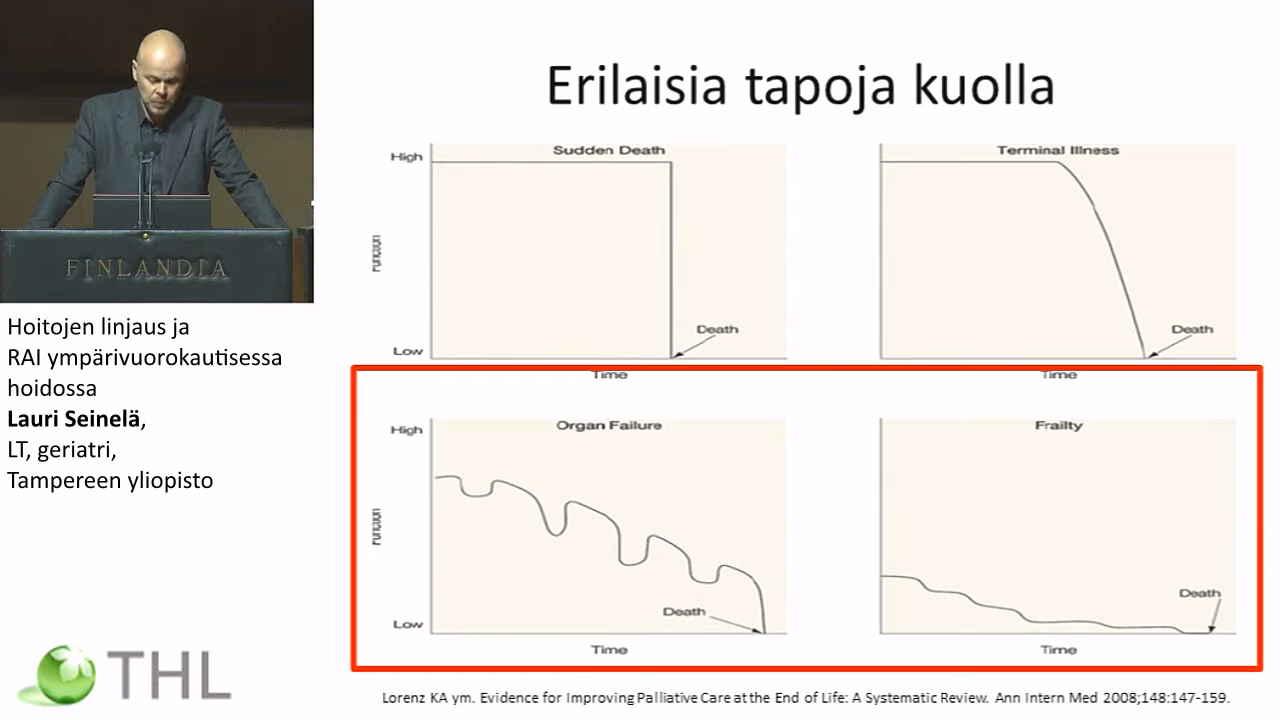 FINLANDIA
Hoitojen linjaus ja
RAI ympärivuorokautisessa
hoidossa
Lauri Seinelä,
LT, geriatri,
Tampereen yliopisto
THL
Erilaisia tapoja kuolla
Sudden Death
High
Function
Low
Death
Time
Terminal Illness
Death
Time
Organ Failure
High
Function
Low
Death
Time
Frailty
Death
Time
Lorenz KA ym. Evidence for Improving Palliative Care at the End of Life: A Systematic Review. Ann Intern Med 2008;148:147-159.